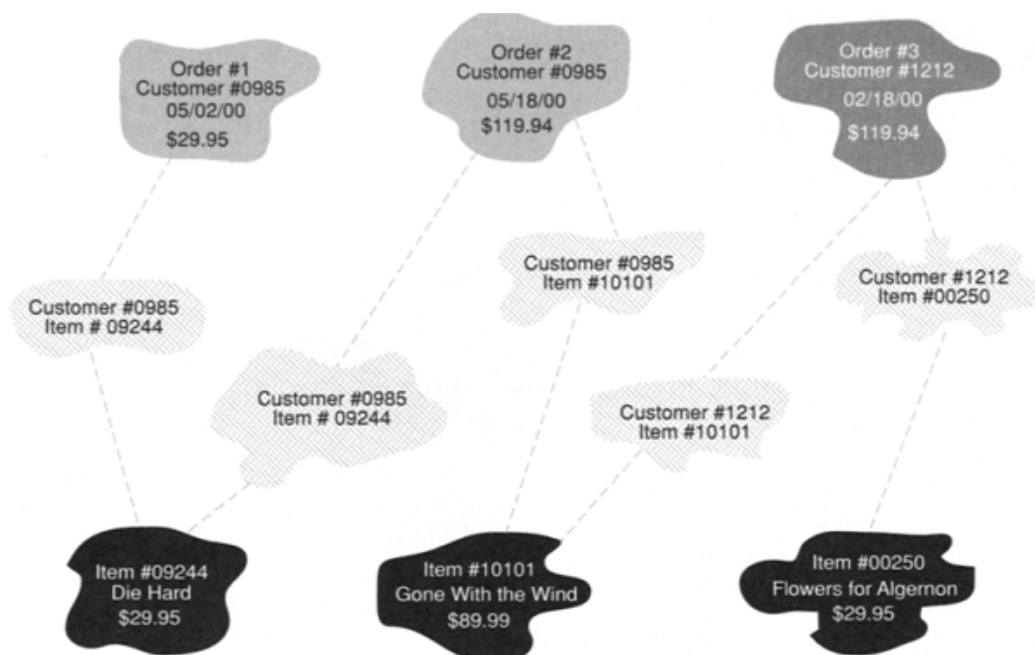 Order #1
Customer #0985
05/02/00
$29.95
Order #2
Customer #0985
05/18/00
$119.94
Order #3
Customer #1212
02/18/00
$119.94
Customer #0985
Item # 09244
Customer #0985
Item # 09244
Customer #0985
Item #10101
Customer #1212
Item #10101
Customer #1212
Item #00250
Item #09244
Die Hard
$29.95
Item #10101
Gone With the Wind
$89.99
Item #00250
Flowers for Algernon
$29.95